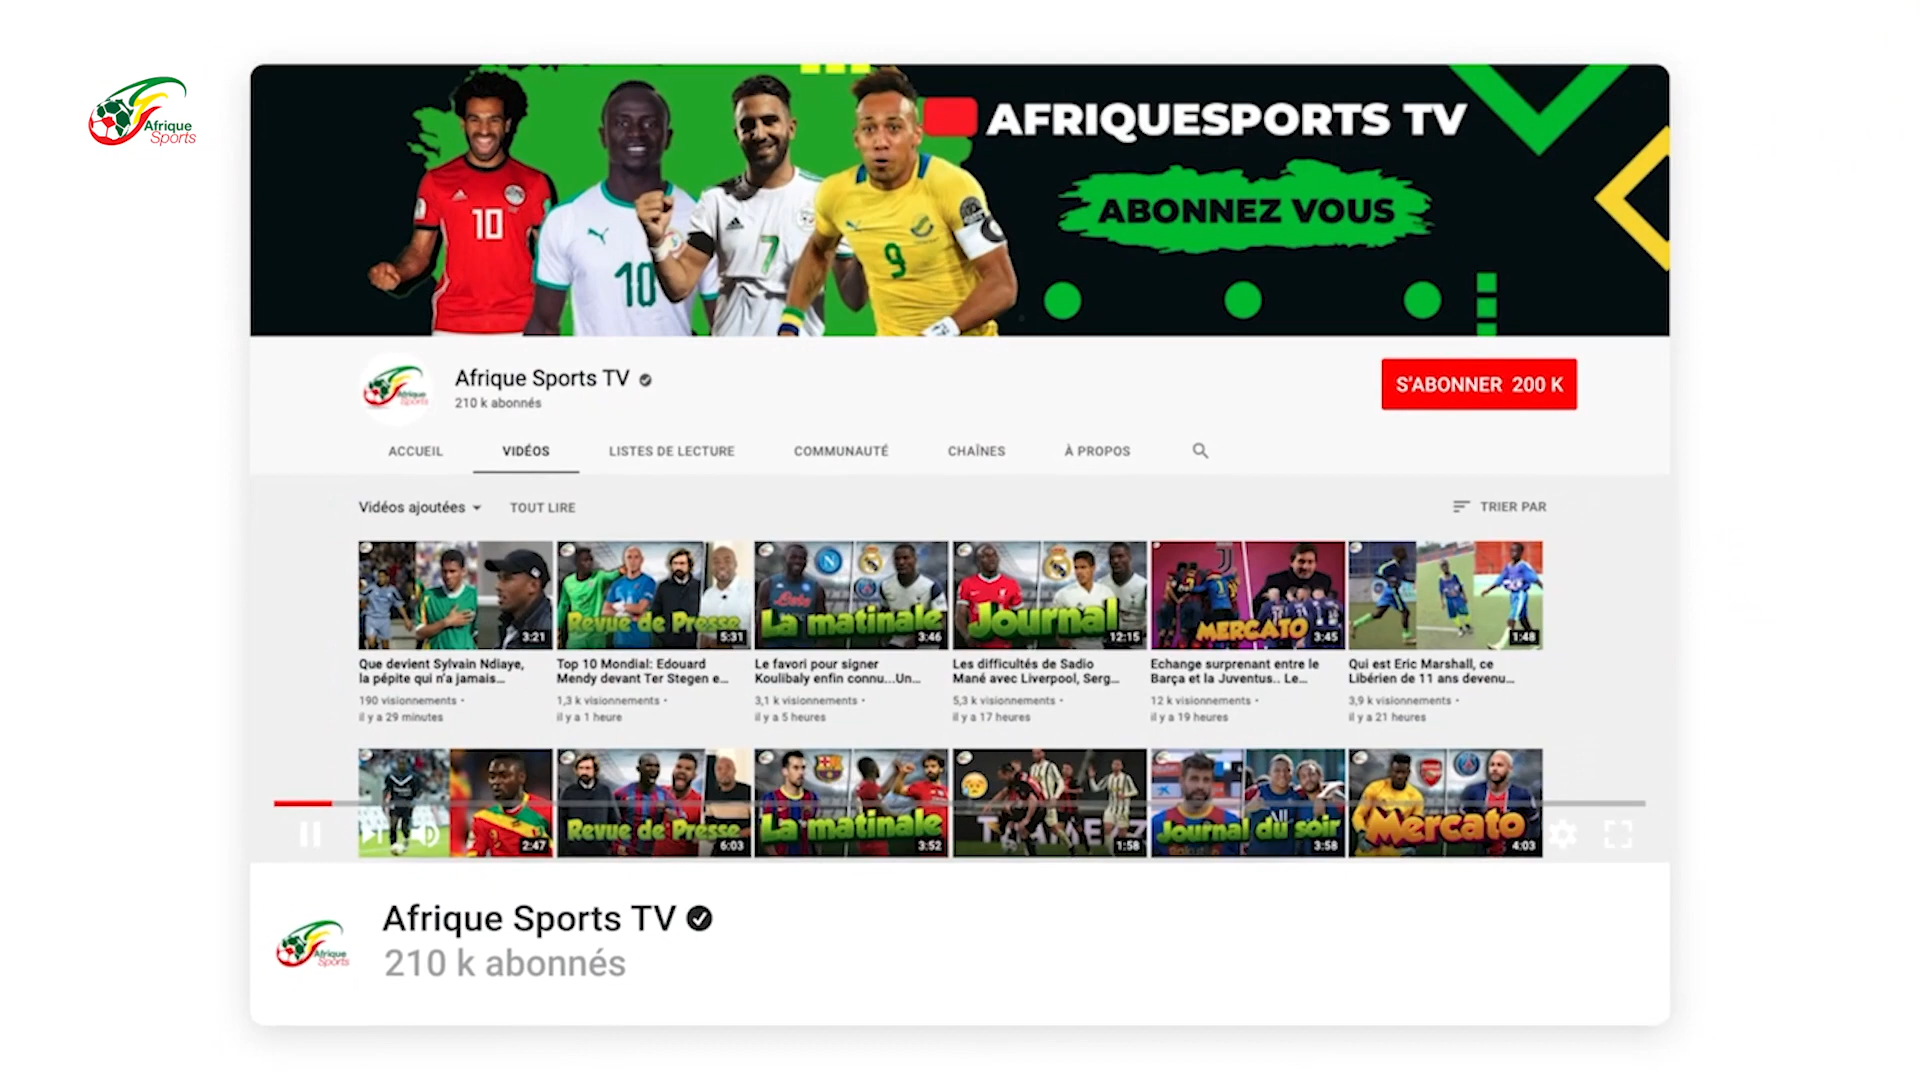 Afrique
Sports
AFRIQUESPORTS TV
ABONNEZ VOUS
10
10
7
9
Afrique Sports TV
210 k abonnés
S'ABONNER 200 K
ACCUEIL
VIDÉOS
LISTES DE LECTURE
COMMUNAUTÉ
CHAÎNES
À PROPOS
Vidéos ajoutées
TOUT LIRE
TRIER PAR
3:21
Revue de Presse
5:31
La matinale
3:46
Journal
12:15
MERCATO
3:45
1:48
Que devient Sylvain Ndiaye,
la pépite qui n'a jamais...
190 visionnements •
il y a 29 minutes
Top 10 Mondial: Edouard
Mendy devant Ter Stegen e...
1,3 k visionnements •
il y a 1 heure
Le favori pour signer
Koulibaly enfin connu...Un...
3,1 k visionnements •
il y a 5 heures
Les difficultés de Sadio
Mané avec Liverpool, Serg...
5,3 k visionnements •
il y a 17 heures
Echange surprenant entre le
Barça et la Juventus.. Le...
12 k visionnements •
il y a 19 heures
Qui est Eric Marshall, ce
Libérien de 11 ans devenu...
3,9 k visionnements •
il y a 21 heures
2:47
Revue de Presse
6:03
La matinale
3:52
1:58
Journal du soir
3:58
Mercato
4:03
Afrique
Sports
Afrique Sports TV
210 k abonnés